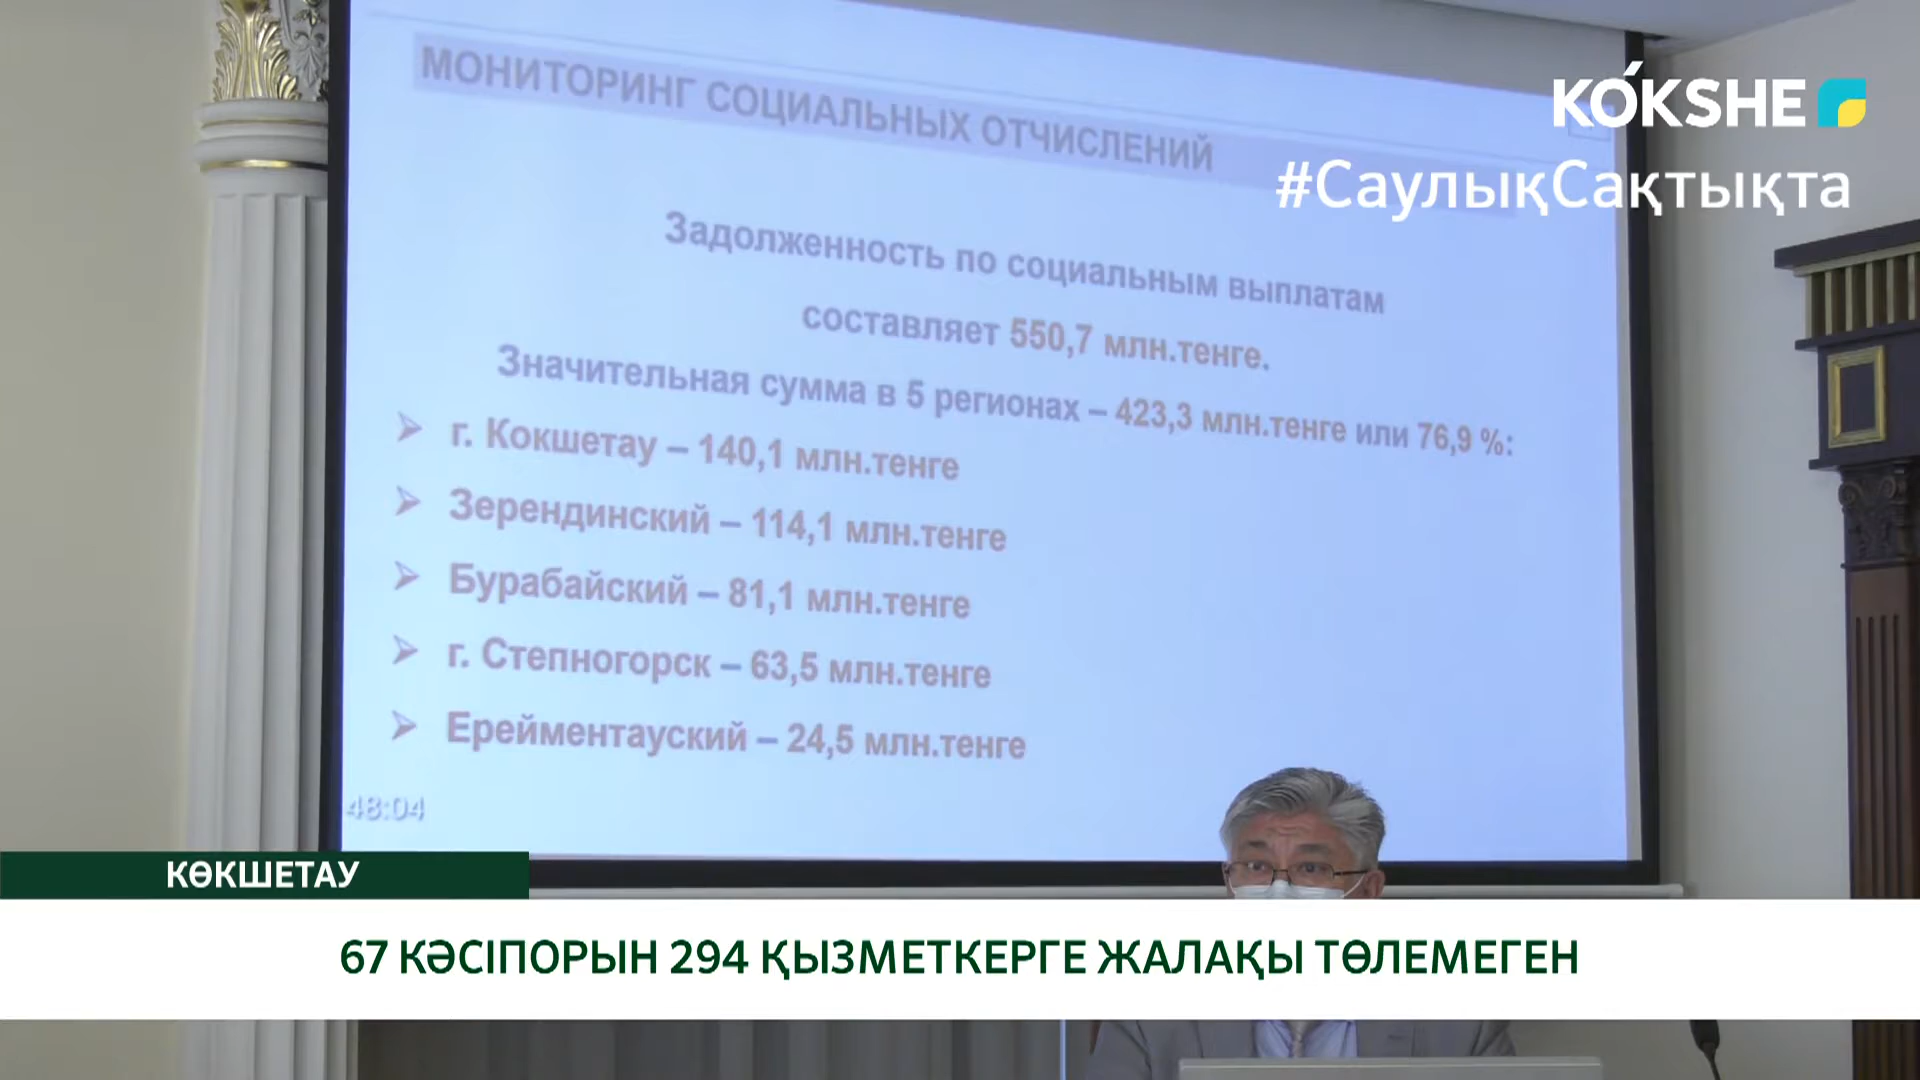 МОНИТОРИНГ СОЦИАЛЬНЫХ ОТЧИСЛЕНИЙ
KÓKSHE
#СаулықСақтықта
Задолженность по социальным выплатам
составляет 550,7 млн.тенге.
Значительная сумма в 5 регионах – 423,3 млн.тенге или 76,9 %:
г. Кокшетау – 140,1 млн.тенге
Зерендинский – 114,1 млн.тенге
Бурабайский – 81,1 млн.тенге
г. Степногорск – 63,5 млн.тенге
Ерейментауский – 24,5 млн.тенге
48:04
КӨКШЕТАУ
67 КӘСІПОРЫН 294 ҚЫЗМЕТКЕРГЕ ЖАЛАҚЫ ТӨЛЕМЕГЕН